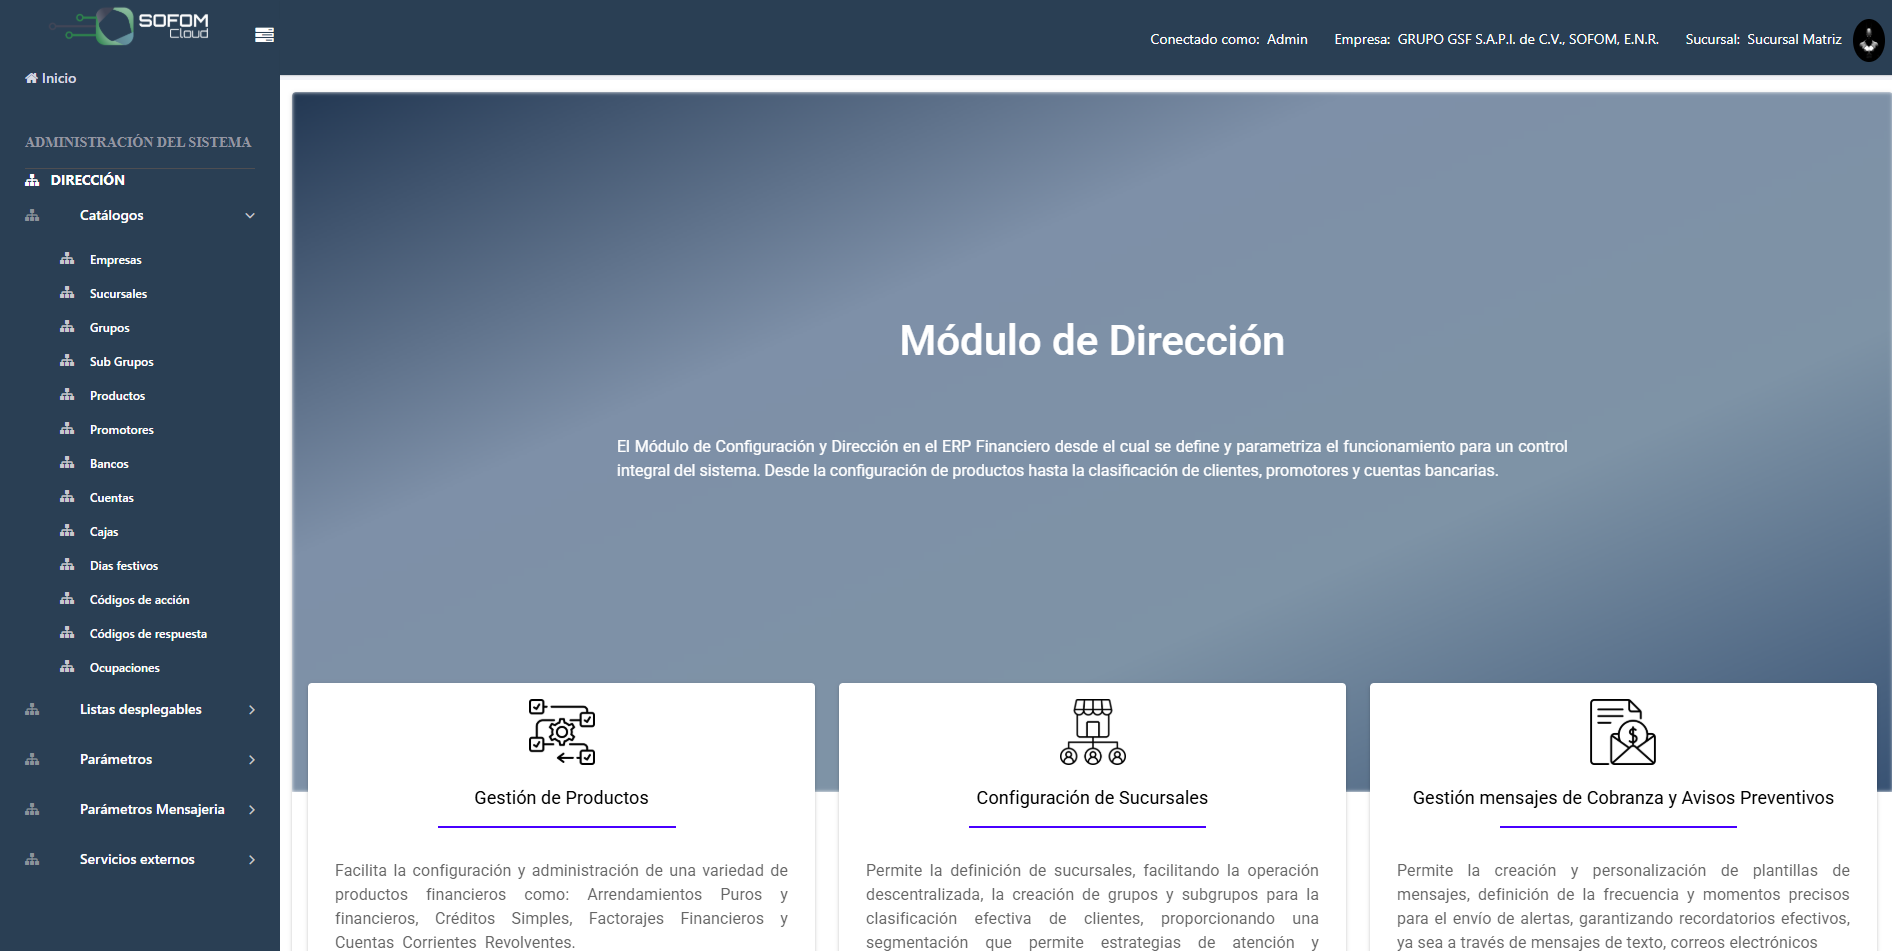 SOFOM
Cloud
Conectado como: Admin
Empresa: GRUPO GSF S.A.P.I. de C.V., SOFOM, E.N.R.
Sucursal: Sucursal Matriz
Inicio
ADMINISTRACIÓN DEL SISTEMA
DIRECCIÓN
Catálogos
Empresas
Sucursales
Grupos
Sub Grupos
Productos
Promotores
Bancos
Cuentas
Cajas
Dias festivos
Códigos de acción
Códigos de respuesta
Ocupaciones
Listas desplegables
Parámetros
Parámetros Mensajeria
Servicios externos
Módulo de Dirección
El Módulo de Configuración y Dirección en el ERP Financiero desde el cual se define y parametriza el funcionamiento para un control
integral del sistema. Desde la configuración de productos hasta la clasificación de clientes, promotores y cuentas bancarias.
Gestión de Productos
Facilita la configuración y administración de una variedad de
productos financieros como: Arrendamientos Puros y
financieros, Créditos Simples, Factorajes Financieros y
Cuentas Corrientes Revolventes.
Configuración de Sucursales
Permite la definición de sucursales, facilitando la operación
descentralizada, la creación de grupos y subgrupos para la
clasificación efectiva de clientes, proporcionando una
segmentación que permite estrategias de atención y
Gestión mensajes de Cobranza y Avisos Preventivos
Permite la creación y personalización de plantillas de
mensajes, definición de la frecuencia y momentos precisos
para el envío de alertas, garantizando recordatorios efectivos,
ya sea a través de mensajes de texto, correos electrónicos